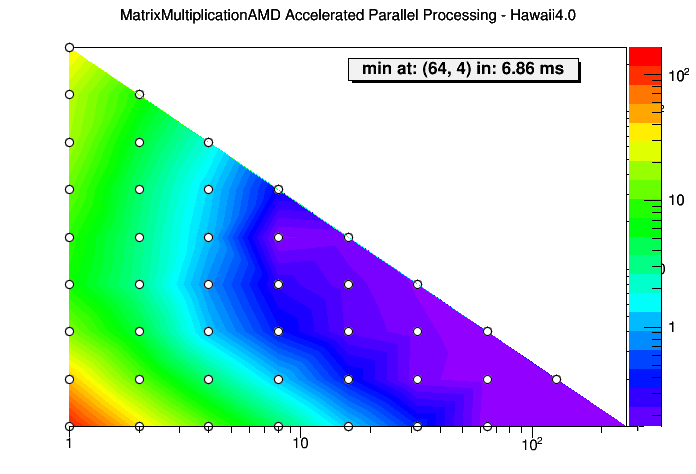 MatrixMultiplicationAMD Accelerated Parallel Processing - Hawaii4.0
min at: (64, 4) in: 6.86 ms
10²
10
1
1 10 10²